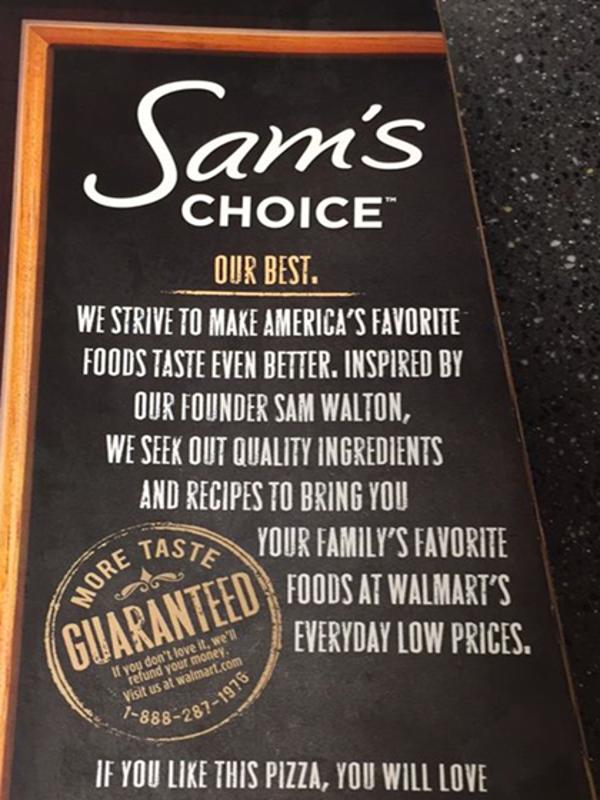 Sam's
CHOICE™
OUR BEST.
WE STRIVE TO MAKE AMERICA'S FAVORITE
FOODS TASTE EVEN BETTER. INSPIRED BY
OUR FOUNDER SAM WALTON,
WE SEEK OUT QUALITY INGREDIENTS
AND RECIPES TO BRING YOU
YOUR FAMILY'S FAVORITE
FOODS AT WALMART'S
EVERYDAY LOW PRICES.
MORE TASTE
GUARANTEED
If you don't love it, we'll
refund your money.
Visit us at walmart.com
1-888-287-1976
IF YOU LIKE THIS PIZZA, YOU WILL LOVE